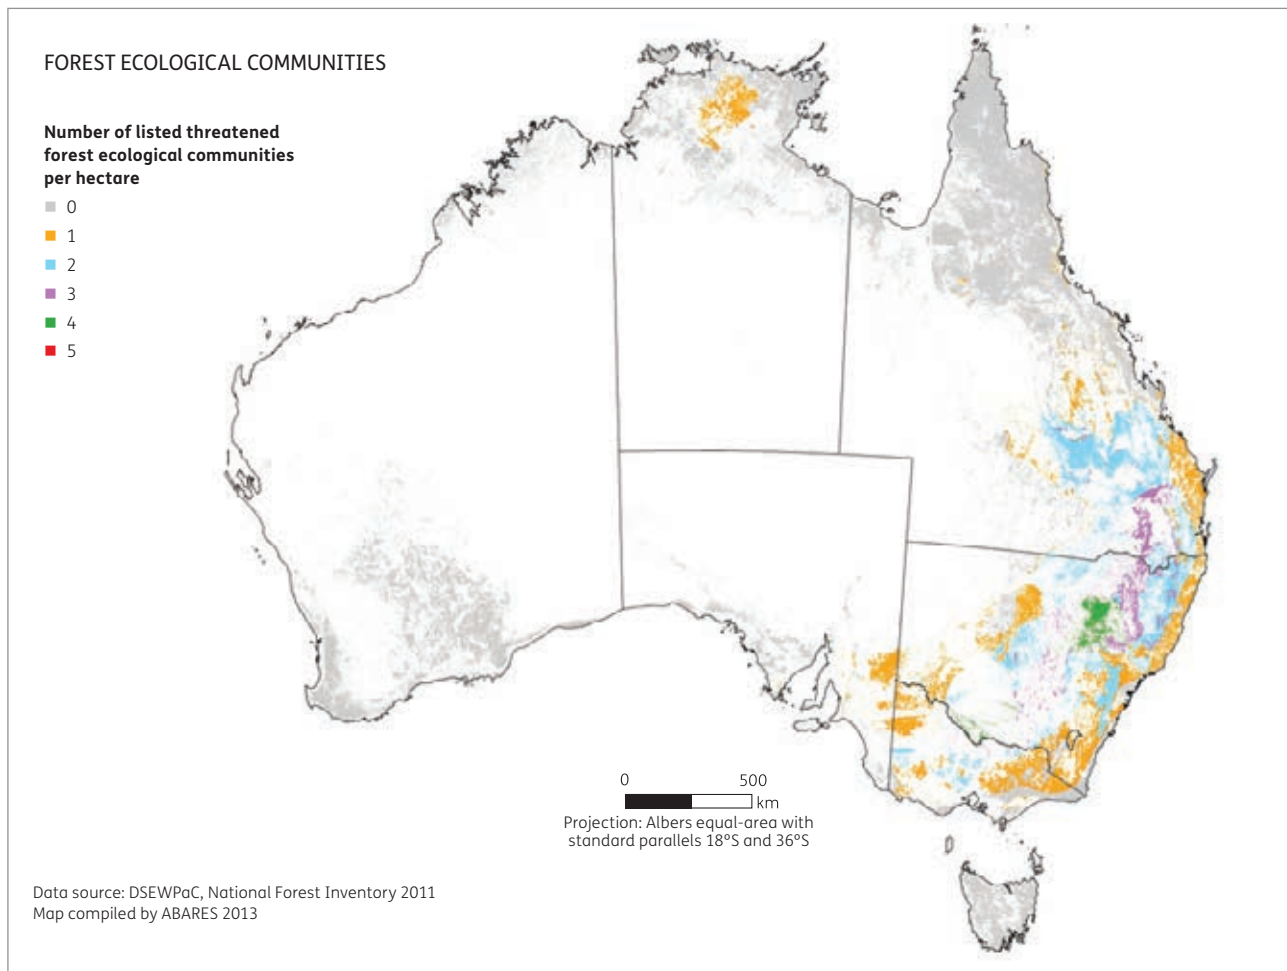 FOREST ECOLOGICAL COMMUNITIES
Number of listed threatened
forest ecological communities
per hectare
0
1
2
3
4
5
0 500
km
Projection: Albers equal-area with
standard parallels 18°S and 36°S
Data source: DSEWPaC, National Forest Inventory 2011
Map compiled by ABARES 2013